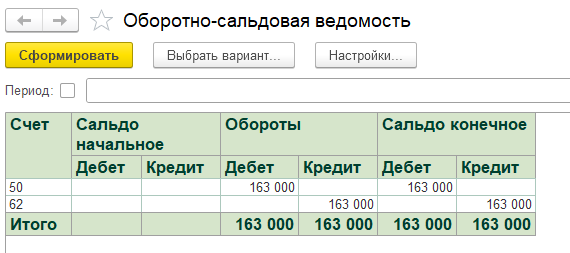 Оборотно-сальдовая ведомость
Сформировать Выбрать вариант... Настройки...
Период:
Счет Сальдо начальное Обороты Сальдо конечное
Дебет Кредит Дебет Кредит Дебет Кредит
50 163 000 163 000
62 163 000 163 000
Итого 163 000 163 000 163 000 163 000